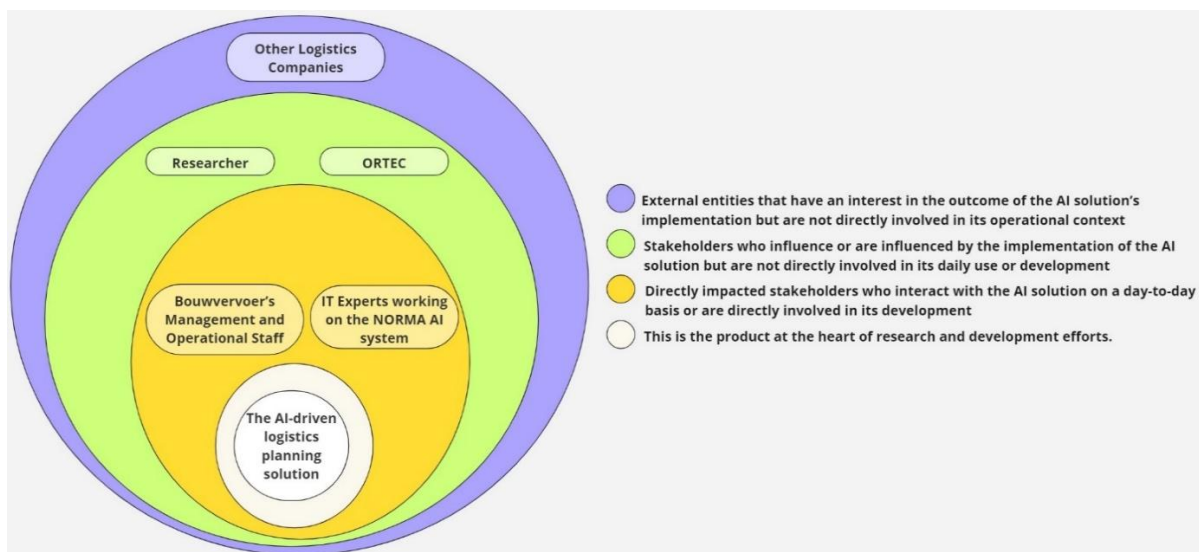 Other Logistics
Companies
Researcher
ORTEC
Bouwvervoer's
Management and
Operational Staff
IT Experts working
on the NORMA AI
system
The AI-driven
logistics
planning
solution
External entities that have an interest in the outcome of the AI solution's
implementation but are not directly involved in its operational context
Stakeholders who influence or are influenced by the implementation of the AI
solution but are not directly involved in its daily use or development
Directly impacted stakeholders who interact with the AI solution on a day-to-day
basis or are directly involved in its development
This is the product at the heart of research and development efforts.